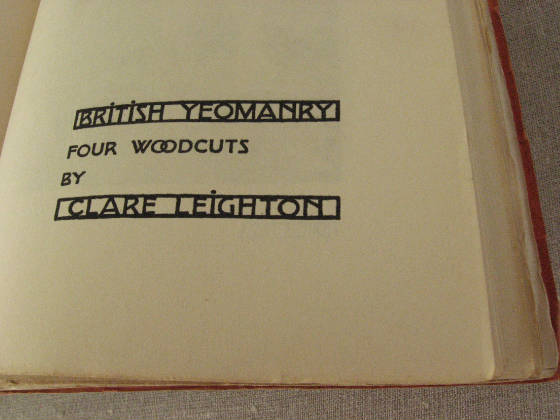 BRITISH YEOMANRY
FOUR WOODCUTS
BY
CLARE LEIGHTON